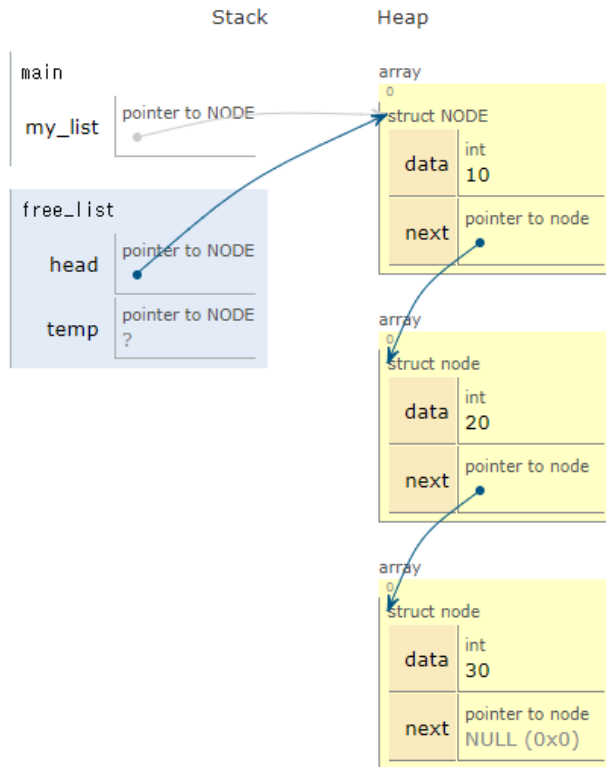 Stack Heap
main
my_list pointer to NODE
free_list
head pointer to NODE
temp pointer to NODE
?
array
0
struct NODE
data int
10
next pointer to node
array
0
struct node
data int
20
next pointer to node
array
0
struct node
data int
30
next pointer to node
NULL (0x0)